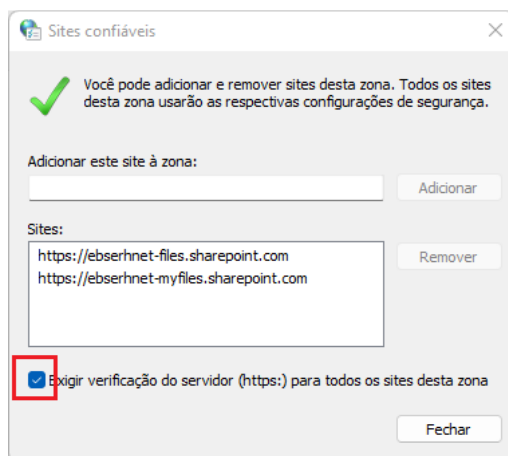 Sites confiáveis
Você pode adicionar e remover sites desta zona. Todos os sites
desta zona usarão as respectivas configurações de segurança.
Adicionar este site à zona:
Adicionar
Sites:
https://ebserhnet-files.sharepoint.com
https://ebserhnet-myfiles.sharepoint.com
Remover
Exigir verificação do servidor (https:) para todos os sites desta zona
Fechar